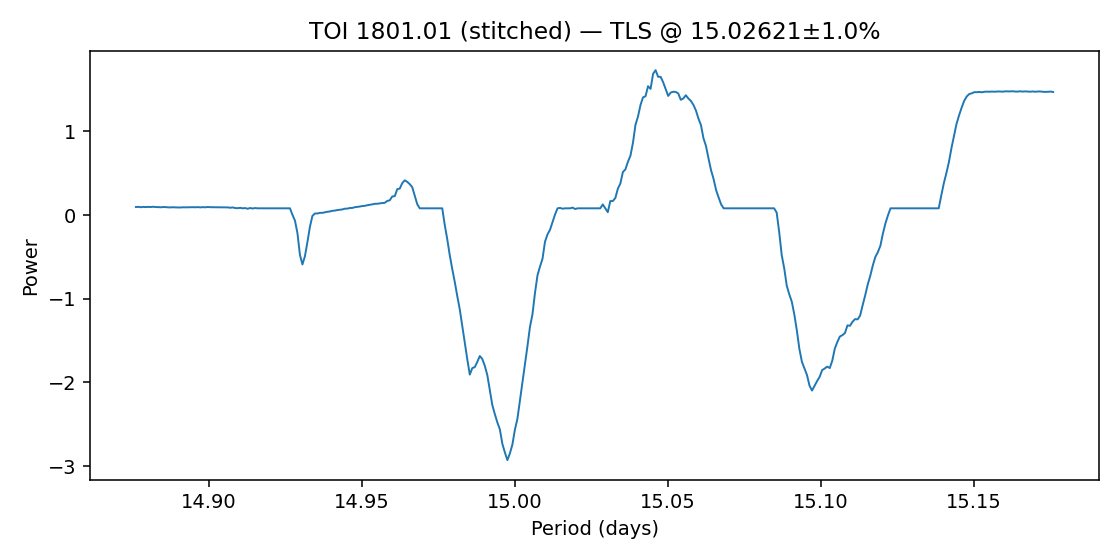 TOI 1801.01 (stitched) — TLS @ 15.02621±1.0%
Power
1
0
−1
−2
−3
14.90 14.95 15.00 15.05 15.10 15.15
Period (days)